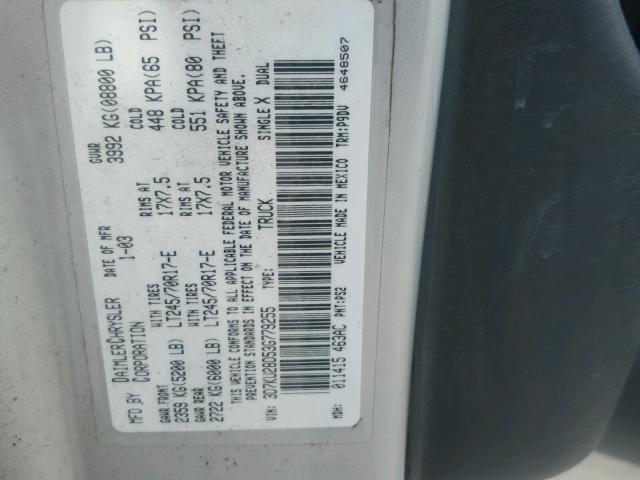 MFD BY DAIMLERCHRYSLER CORPORATION DATE OF MFR 1-03 GVWR 3992 KG(08800 LB)
GAWR FRONT WITH TIRES RIMS AT COLD
2359 KG(5200 LB) LT245/70R17-E 17X7.5 448 KPA(65 PSI)
GAWR REAR WITH TIRES RIMS AT COLD
2722 KG(6000 LB) LT245/70R17-E 17X7.5 551 KPA(80 PSI)
THIS VEHICLE CONFORMS TO ALL APPLICABLE FEDERAL MOTOR VEHICLE SAFETY AND THEFT
PREVENTION STANDARDS IN EFFECT ON THE DATE OF MANUFACTURE SHOWN ABOVE.
VIN: 3D7KU28D53G779255 TYPE: TRUCK SINGLE X DUAL
MDH: 011415 4G3AC PNT:PS2 VEHICLE MADE IN MEXICO TRM:P9DV
4648507